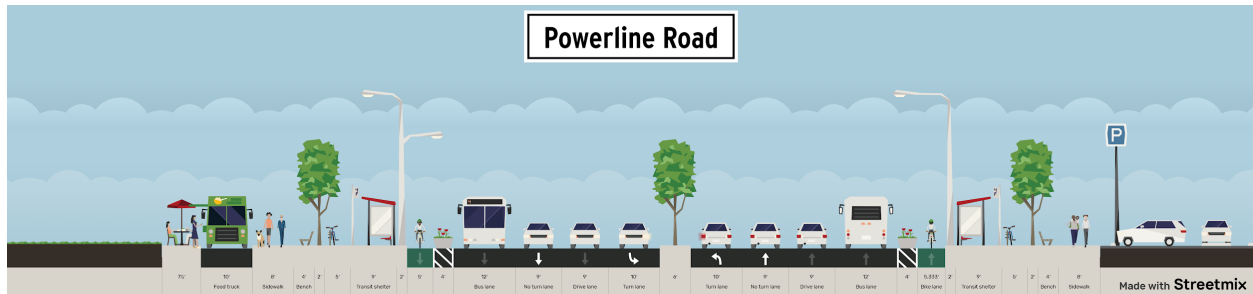 Powerline Road
P
7½' 10' 8' 4' 2' 5' 9' 2' 5' 4' 12' 9' 9' 10' 6' 10' 9' 9' 12' 4' 5.333' 2' 9' 5' 2' 4' 8'
Food truck Sidewalk Bench Transit shelter Bus lane No turn lane Drive lane Turn lane Turn lane No turn lane Drive lane Bus lane Bike lane Transit shelter Bench Sidewalk
Made with Streetmix